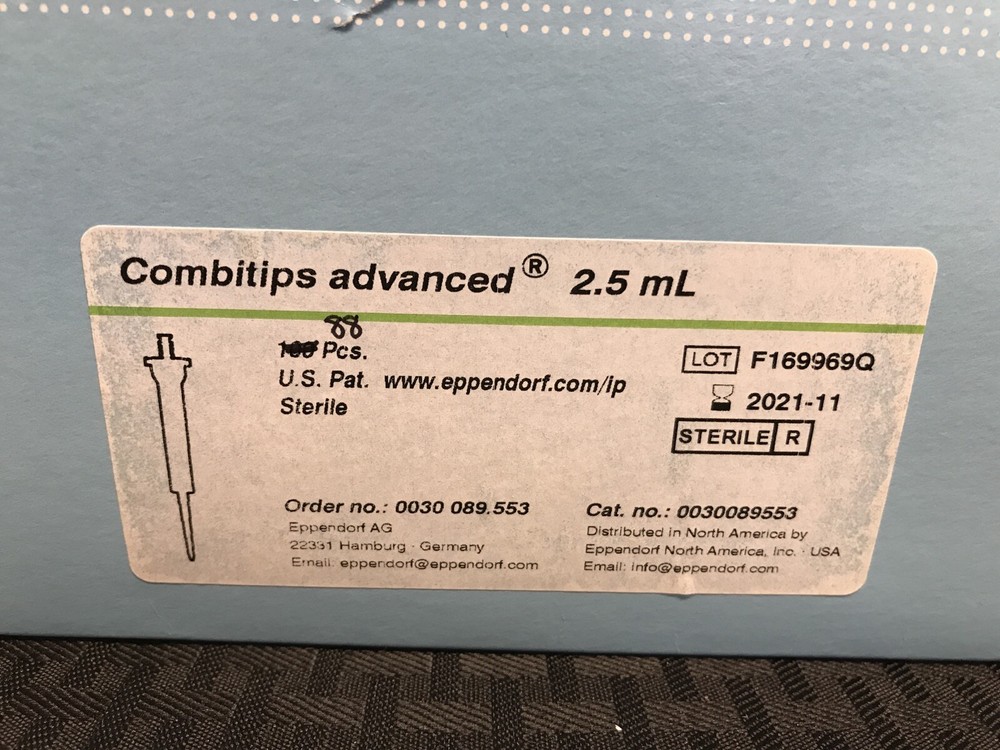 Combitips advanced® 2.5 mL
88
100 Pcs.
U.S. Pat. www.eppendorf.com/ip
Sterile
LOT F169969Q
2021-11
STERILE R
Order no.: 0030 089.553
Eppendorf AG
22331 Hamburg · Germany
Email: eppendorf@eppendorf.com
Cat. no.: 0030089553
Distributed in North America by
Eppendorf North America, Inc. · USA
Email: info@eppendorf.com